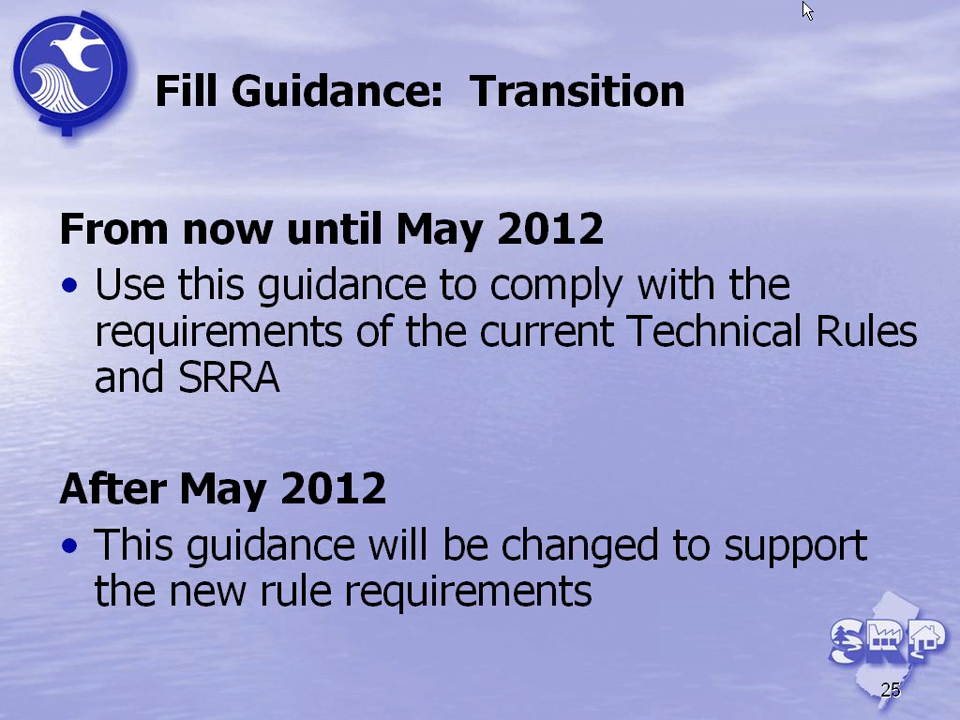 Fill Guidance: Transition
From now until May 2012
• Use this guidance to comply with the
requirements of the current Technical Rules
and SRRA
After May 2012
• This guidance will be changed to support
the new rule requirements
SRP
25